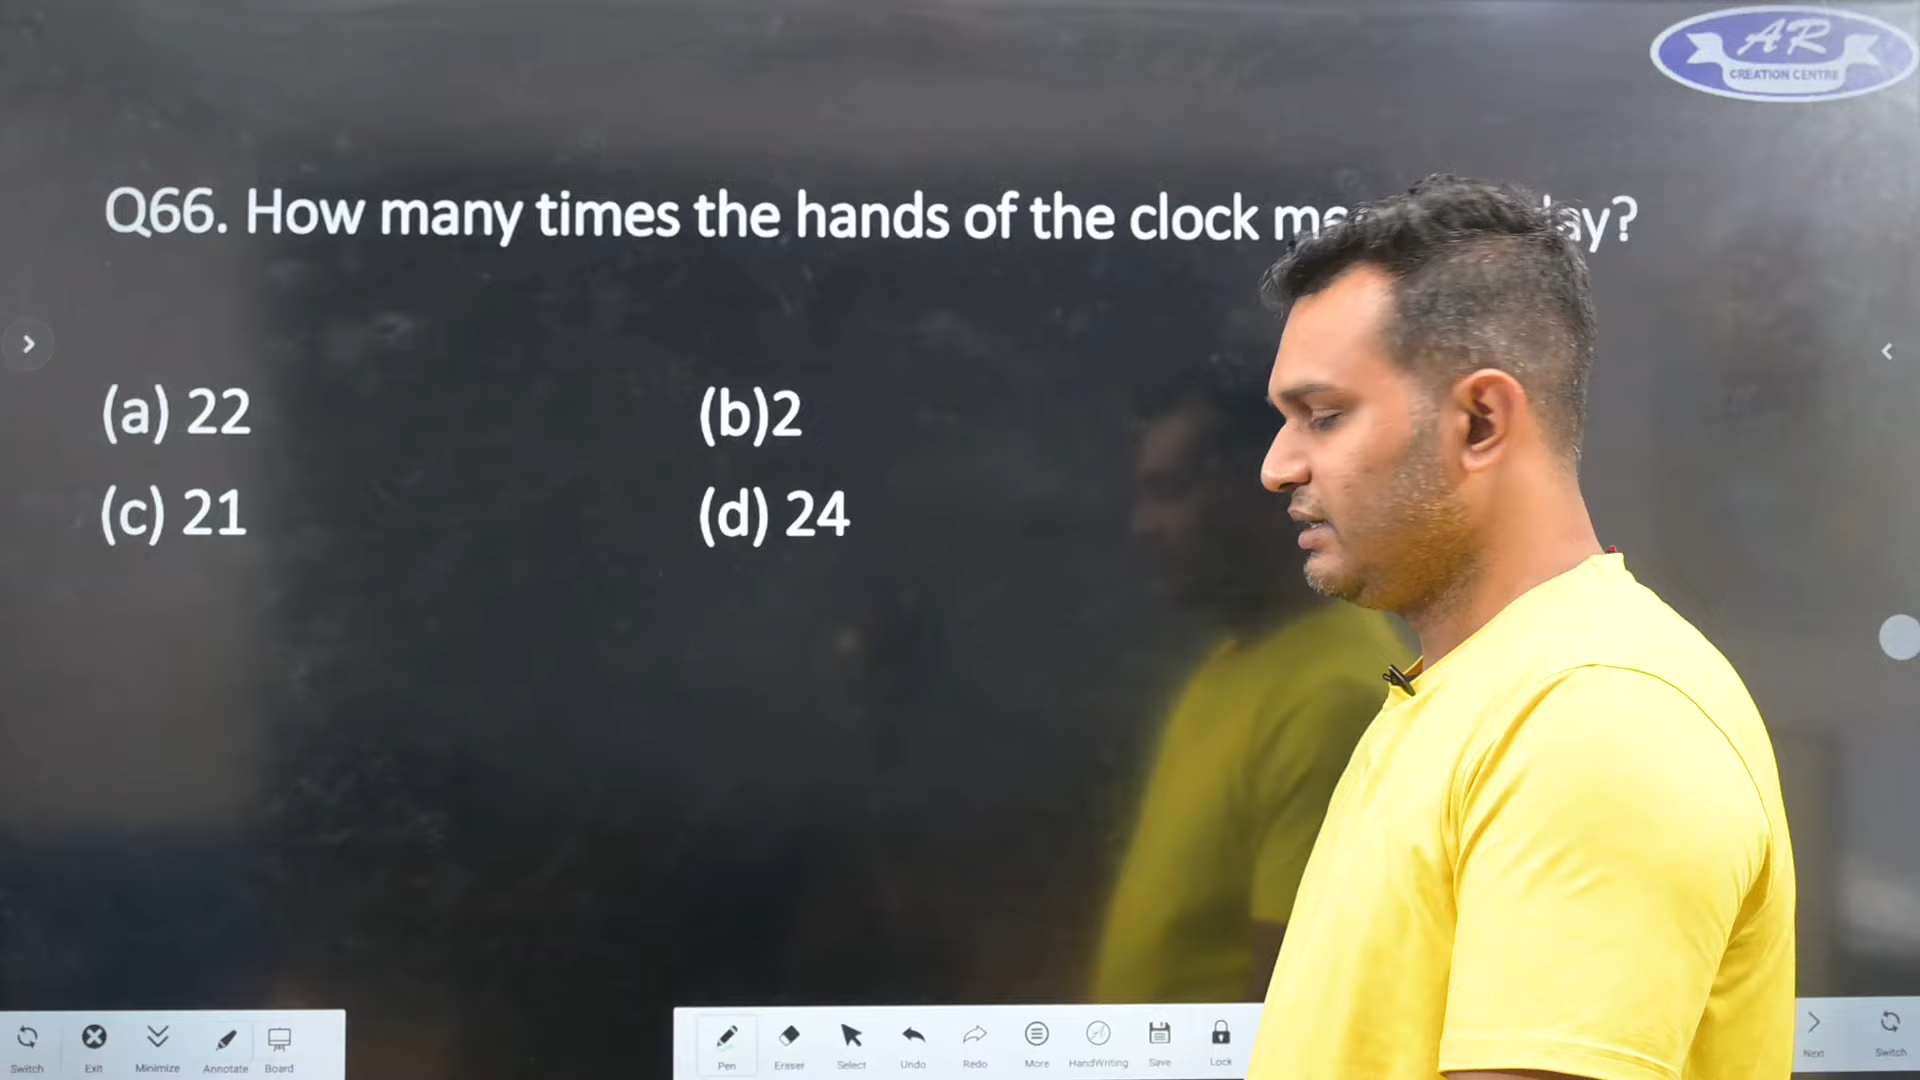 AR
CREATION CENTRE
Q66. How many times the hands of the clock
(a) 22
(b)2
(c) 21
(d) 24
Switch
Exit
Minimize
Annotate
Board
Pen
Eraser
Select
Undo
Redo
More
HandWriting
Save
Lock
Next
Switch